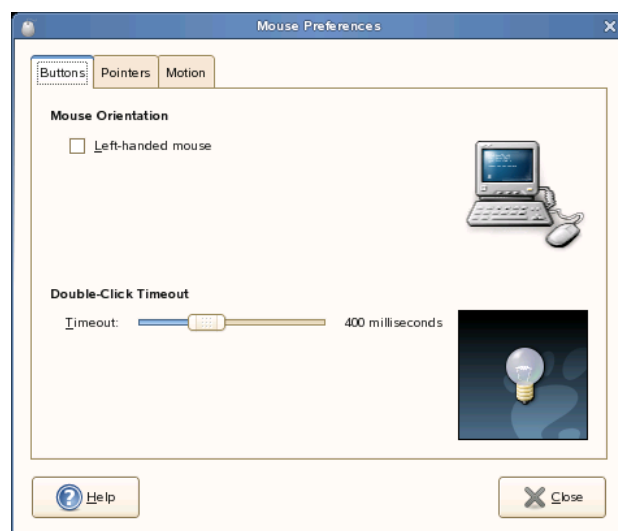 Mouse Preferences
Buttons Pointers Motion
Mouse Orientation
Left-handed mouse
Double-Click Timeout
Timeout: 400 milliseconds
Help Close